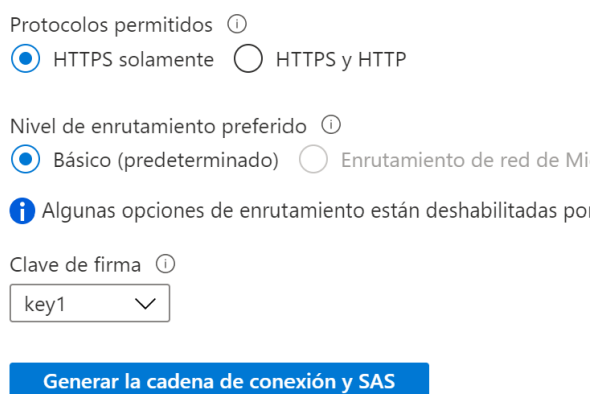 Protocolos permitidos
HTTPS solamente HTTPS y HTTP
Nivel de enrutamiento preferido
Básico (predeterminado) Enrutamiento de red de
Algunas opciones de enrutamiento están deshabilitadas
Clave de firma
key1
Generar la cadena de conexión y SAS